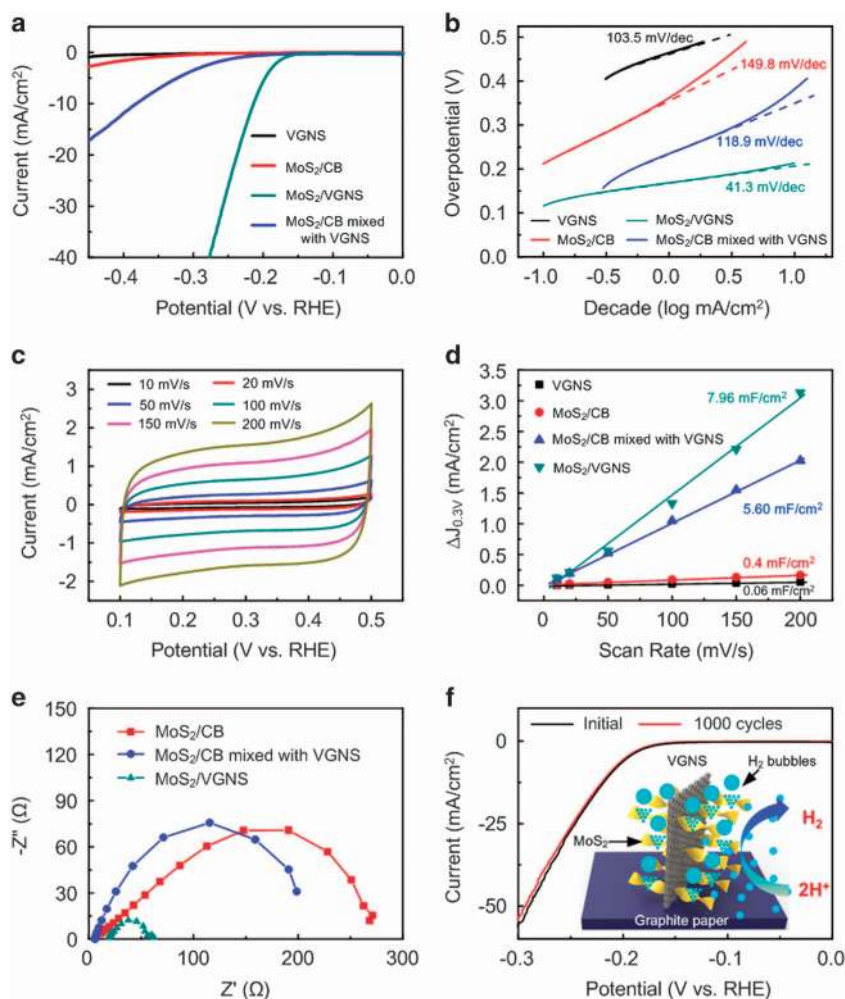 a
0
-10
-20
-30
-40
Current (mA/cm²)
VGNS
MoS₂/CB
MoS₂/VGNS
MoS₂/CB mixed
with VGNS
-0.4
-0.3
-0.2
-0.1
0.0
Potential (V vs. RHE)
b
0.5
0.4
0.3
0.2
0.1
0.0
Overpotential (V)
103.5 mV/dec
149.8 mV/dec
118.9 mV/dec
41.3 mV/dec
VGNS
MoS₂/VGNS
MoS₂/CB
MoS₂/CB mixed with VGNS
-1.0
-0.5
0.0
0.5
1.0
Decade (log mA/cm²)
c
3
2
1
0
-1
-2
Current (mA/cm²)
10 mV/s
20 mV/s
50 mV/s
100 mV/s
150 mV/s
200 mV/s
0.1
0.2
0.3
0.4
0.5
Potential (V vs. RHE)
d
3.5
3.0
2.5
2.0
1.5
1.0
0.5
0.0
ΔJ0.3V (mA/cm²)
VGNS
MoS₂/CB
MoS₂/CB mixed with VGNS
MoS₂/VGNS
7.96 mF/cm²
5.60 mF/cm²
0.4 mF/cm²
0.06 mF/cm²
0
50
100
150
200
Scan Rate (mV/s)
e
150
120
90
60
30
0
-Z" (Ω)
MoS₂/CB
MoS₂/CB mixed with VGNS
MoS₂/VGNS
0
100
200
300
Z' (Ω)
f
0
-25
-50
Current (mA/cm²)
Initial
1000 cycles
VGNS
H₂ bubbles
MoS₂
H₂
2H⁺
Graphite paper
-0.3
-0.2
-0.1
0.0
Potential (V vs. RHE)